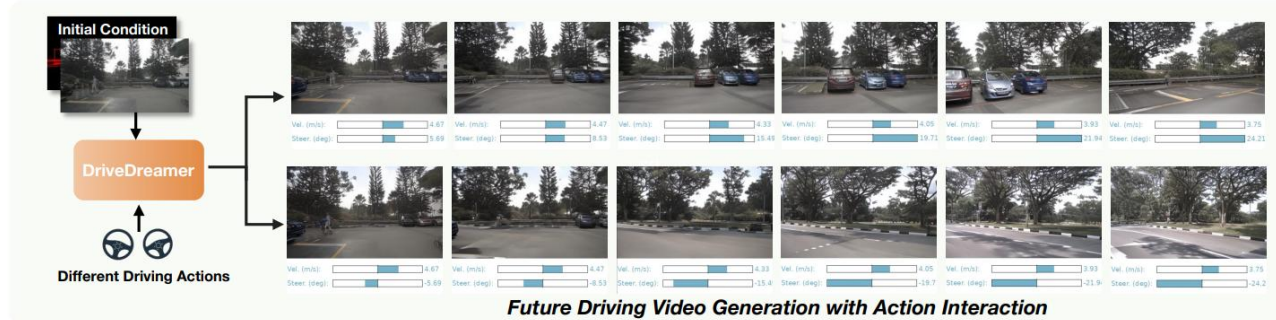 Initial Condition
DriveDreamer
Different Driving Actions
Vel. (m/s): 4.67
Steer. (deg): 5.69
Vel. (m/s): 4.47
Steer. (deg): 8.53
Vel. (m/s): 4.33
Steer. (deg): 15.49
Vel. (m/s): 4.05
Steer. (deg): 19.71
Vel. (m/s): 3.93
Steer. (deg): 21.94
Vel. (m/s): 3.75
Steer. (deg): 24.21
Vel. (m/s): 4.67
Steer. (deg): -5.69
Vel. (m/s): 4.47
Steer. (deg): -8.53
Vel. (m/s): 4.33
Steer. (deg): -15.4
Vel. (m/s): 4.05
Steer. (deg): -19.7
Vel. (m/s): 3.93
Steer. (deg): -21.9
Vel. (m/s): 3.75
Steer. (deg): -24.2
Future Driving Video Generation with Action Interaction